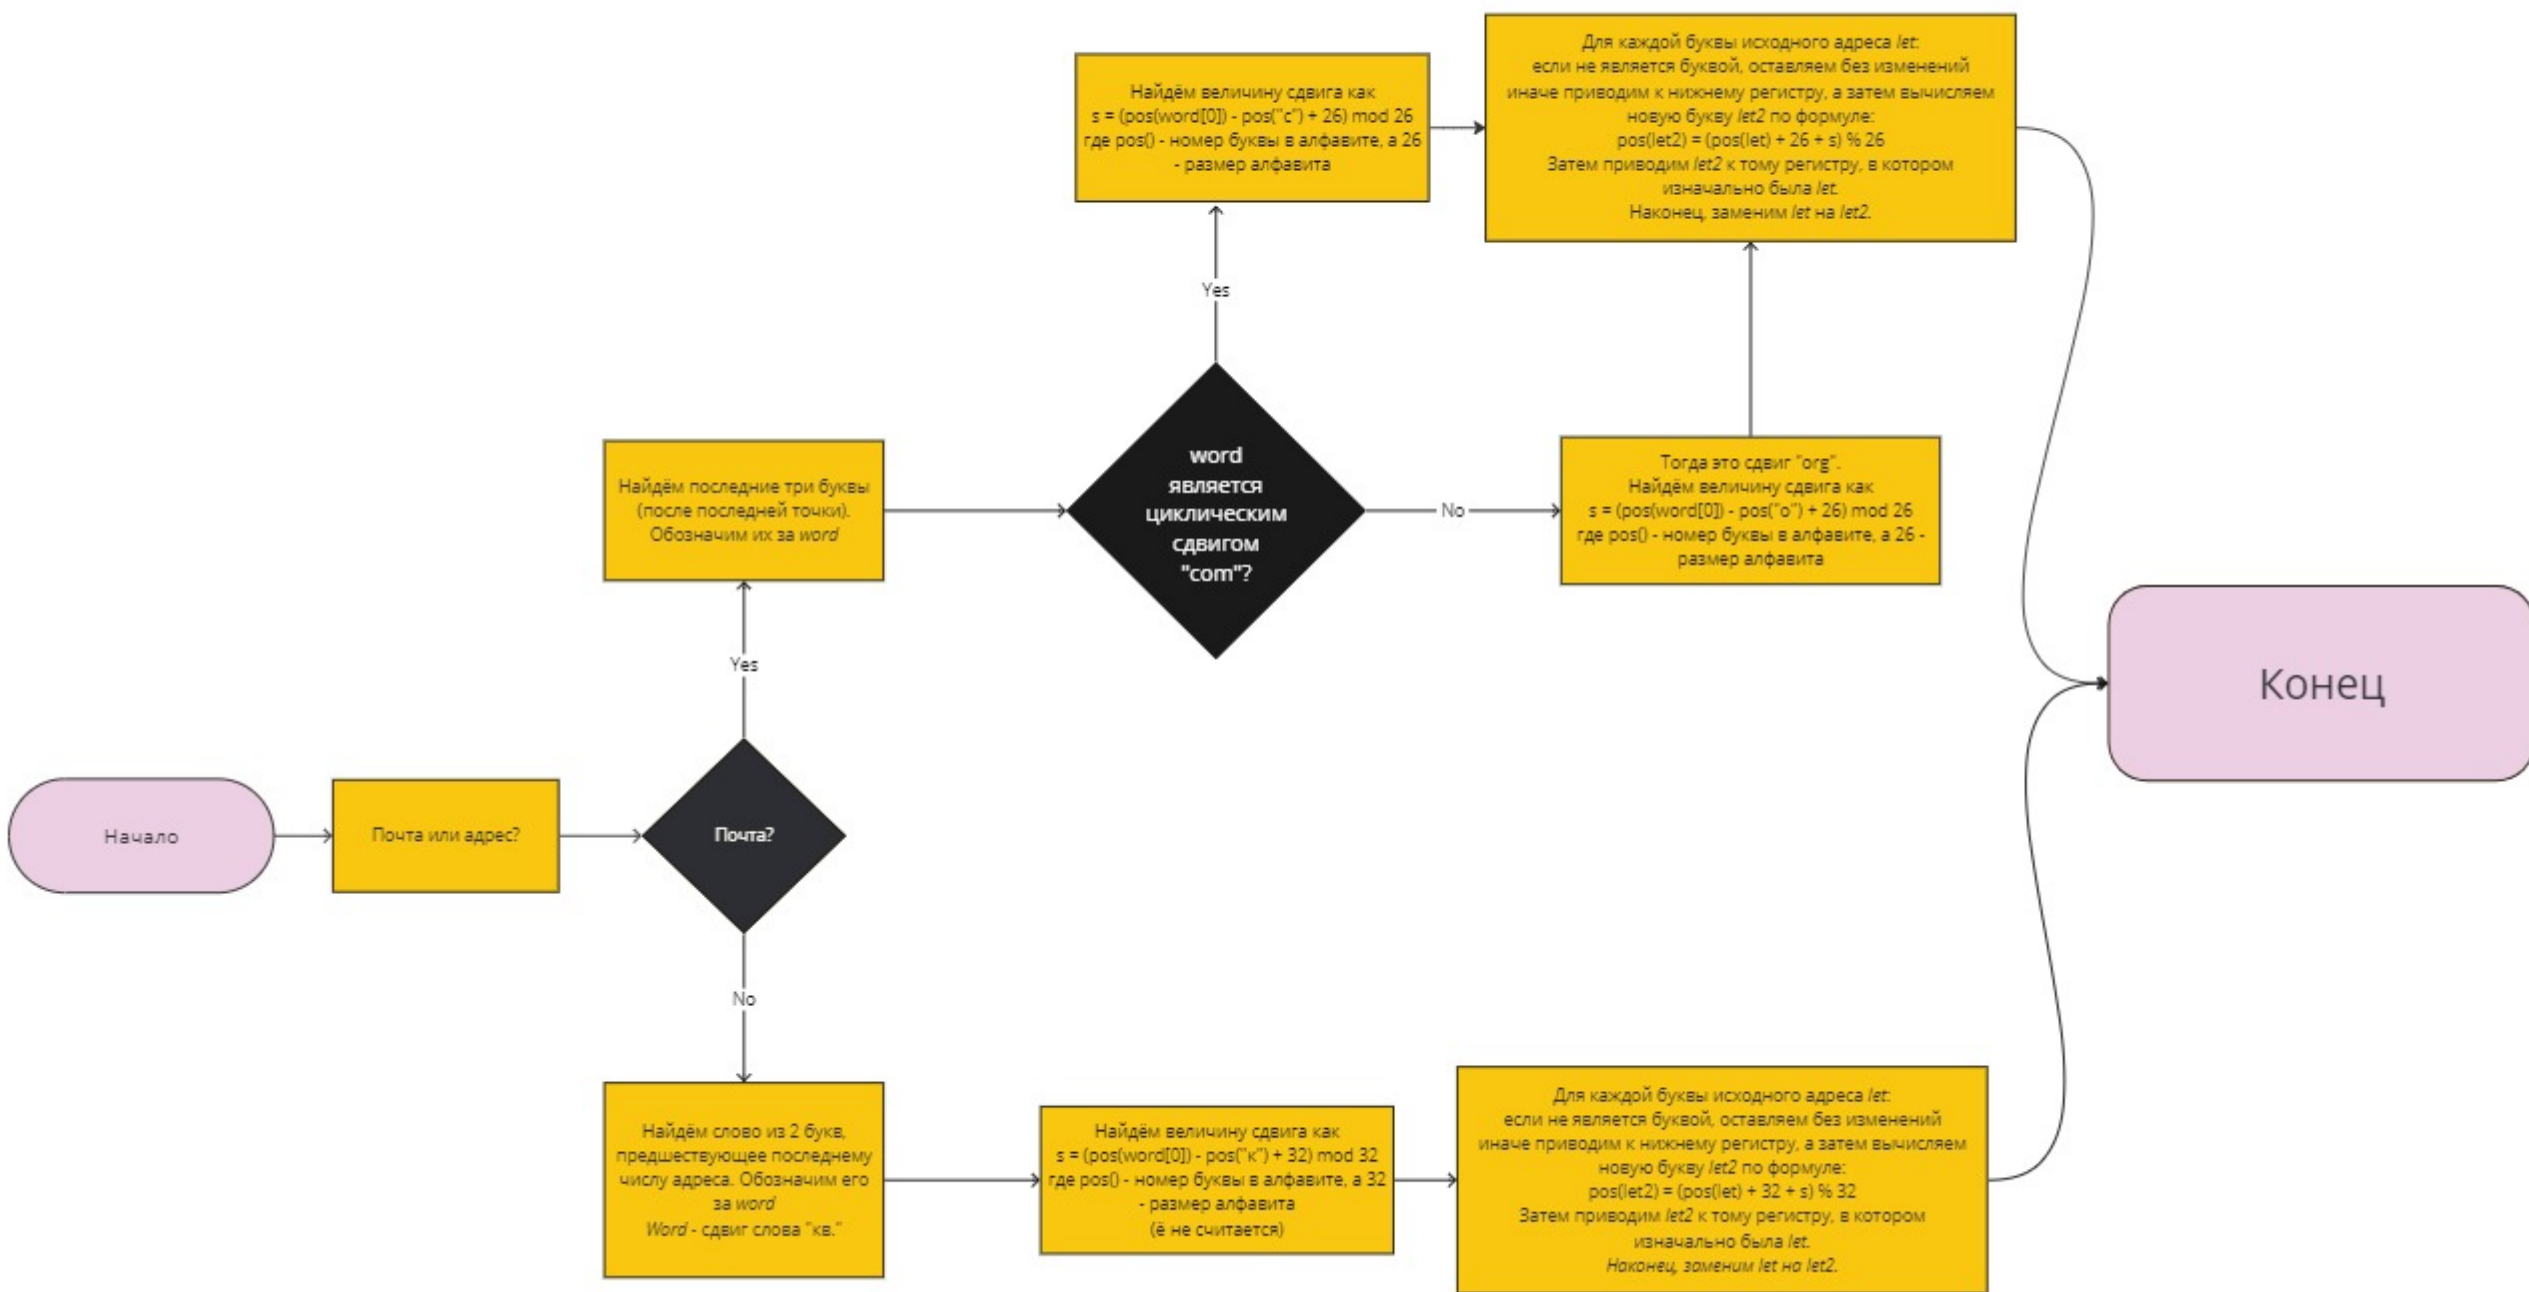 Начало
Почта или адрес?
Почта?
Yes
Найдём последние три буквы
(после последней точки).
Обозначим их за word
word
является
циклическим
сдвигом
"com"?
Yes
Найдём величину сдвига как
s = (pos(word[0]) - pos("c") + 26) mod 26
где pos() - номер буквы в алфавите, а 26
- размер алфавита
No
Тогда это сдвиг "org".
Найдём величину сдвига как
s = (pos(word[0]) - pos("o") + 26) mod 26
где pos() - номер буквы в алфавите, а 26 -
размер алфавита
Для каждой буквы исходного адреса let:
если не является буквой, оставляем без изменений
иначе приводим к нижнему регистру, а затем вычисляем
новую букву let2 по формуле:
pos(let2) = (pos(let) + 26 + s) % 26
Затем приводим let2 к тому регистру, в котором
изначально была let.
Наконец, заменим let на let2.
No
Найдём слово из 2 букв,
предшествующее последнему
числу адреса. Обозначим его
за word
Word - сдвиг слова "кв."
Найдём величину сдвига как
s = (pos(word[0]) - pos("к") + 32) mod 32
где pos() - номер буквы в алфавите, а 32
- размер алфавита
(ё не считается)
Для каждой буквы исходного адреса let:
если не является буквой, оставляем без изменений
иначе приводим к нижнему регистру, а затем вычисляем
новую букву let2 по формуле:
pos(let2) = (pos(let) + 32 + s) % 32
Затем приводим let2 к тому регистру, в котором
изначально была let.
Наконец, заменим let на let2.
Конец